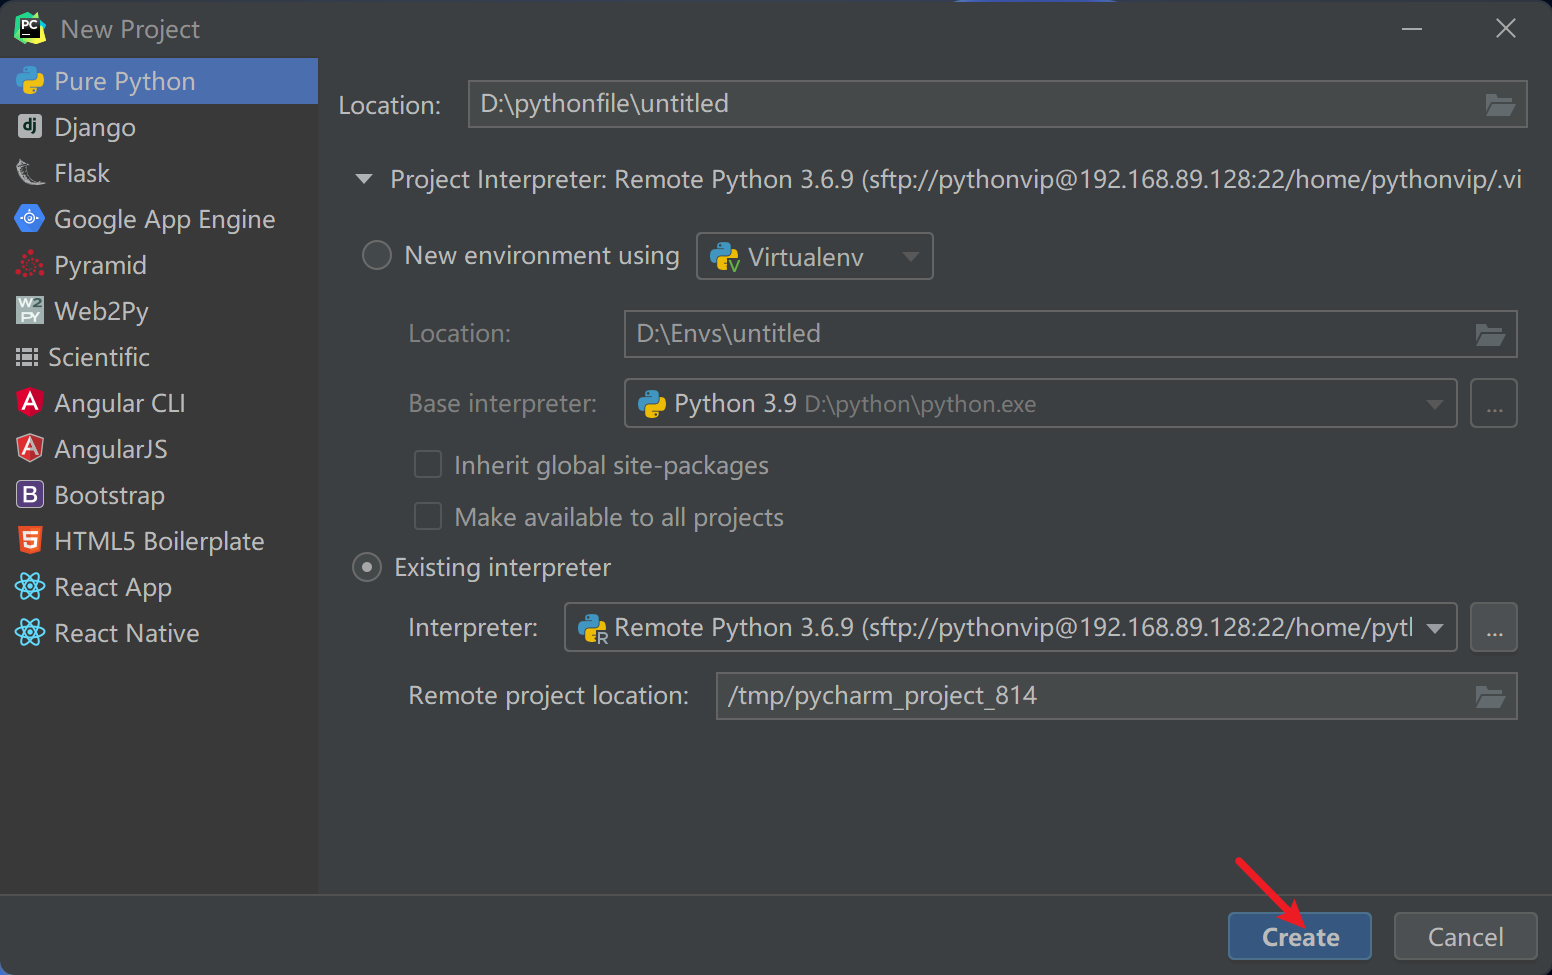 New Project
Pure Python
Django
Flask
Google App Engine
Pyramid
Web2Py
Scientific
Angular CLI
AngularJS
Bootstrap
HTML5 Boilerplate
React App
React Native
Location: D:\pythonfile\untitled
Project Interpreter: Remote Python 3.6.9 (sftp://pythonvip@192.168.89.128:22/home/pythonvip/.vi
New environment using Virtualenv
Location: D:\Envs\untitled
Base interpreter: Python 3.9 D:\python\python.exe ...
Inherit global site-packages
Make available to all projects
Existing interpreter
Interpreter: Remote Python 3.6.9 (sftp://pythonvip@192.168.89.128:22/home/pytl ...
Remote project location: /tmp/pycharm_project_814
Create Cancel